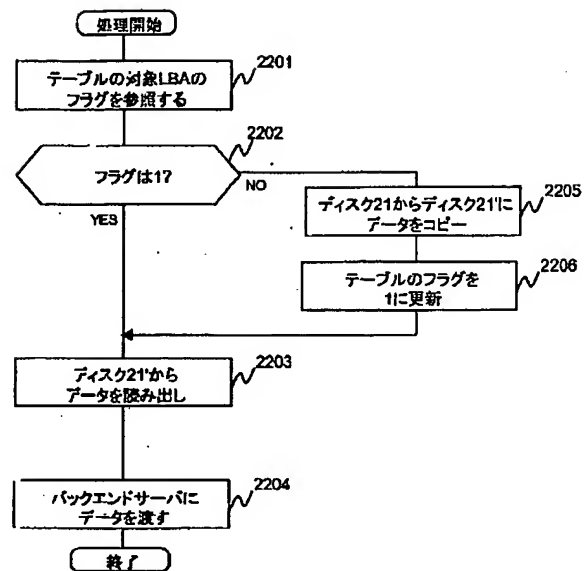 処理開始
2201
テーブルの対象LBAの
フラグを参照する
2202
フラグは1?
NO
YES
2205
ディスク21からディスク21'に
データをコピー
2206
テーブルのフラグを
1に更新
2203
ディスク21'から
データを読み出し
2204
バックエンドサーバに
データを渡す
終了